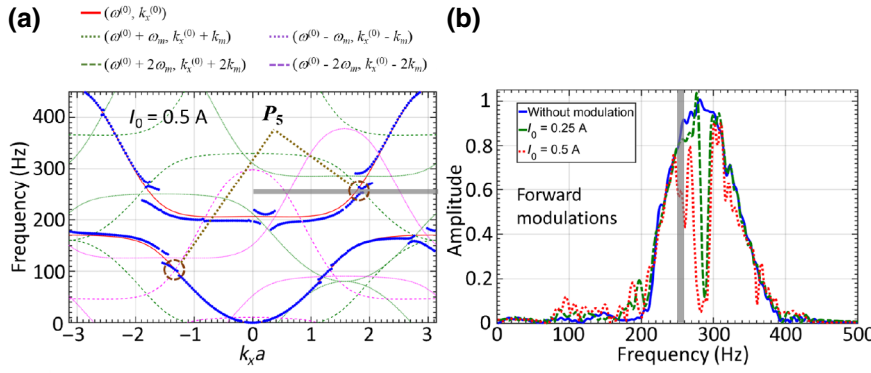 (a)
(ω⁽⁰⁾, kₓ⁽⁰⁾)
(ω⁽⁰⁾ + ωₘ, kₓ⁽⁰⁾ + kₘ)
(ω⁽⁰⁾ - ωₘ, kₓ⁽⁰⁾ - kₘ)
(ω⁽⁰⁾ + 2ωₘ, kₓ⁽⁰⁾ + 2kₘ)
(ω⁽⁰⁾ - 2ωₘ, kₓ⁽⁰⁾ - 2kₘ)
I₀ = 0.5 A
P₅
Frequency (Hz)
400
300
200
100
0
-3 -2 -1 0 1 2 3
kₓa
(b)
Without modulation
I₀ = 0.25 A
I₀ = 0.5 A
Forward
modulations
Amplitude
1
0.8
0.6
0.4
0.2
0
0 100 200 300 400 500
Frequency (Hz)